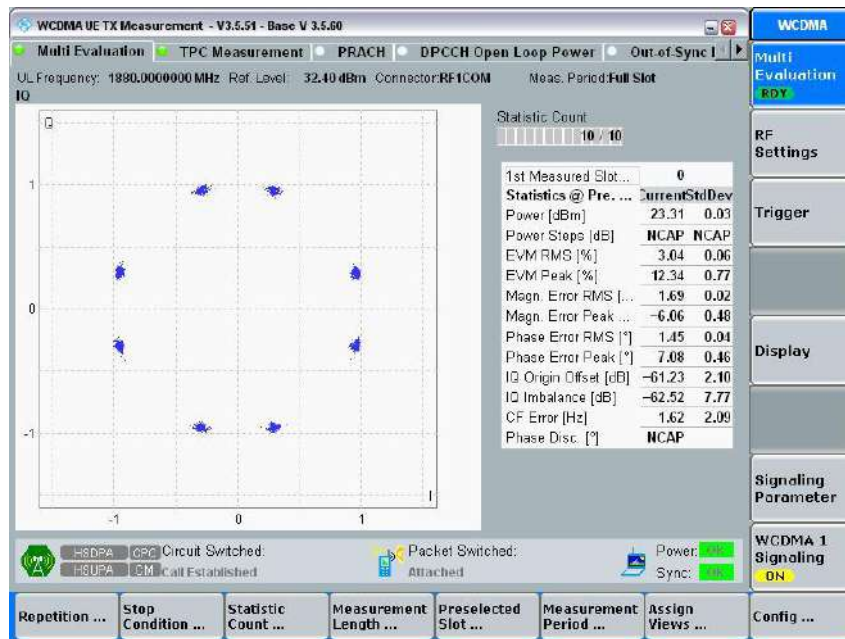 WCDMA UE TX Measurement - V3.5.51 - Base V 3.5.60
WCDMA
Multi Evaluation TPC Measurement PRACH DPCCH Open Loop Power Out-of-Sync
UL Frequency: 1880.0000000 MHz Ref. Level: 32.40 dBm Connector:RF1COM Meas. Period:Full Slot
IQ
Q
1
0
-1
-1 0 1
I
Statistic Count
10 / 10
1st Measured Slot... 0
Statistics @ Pre. ... Current StdDev
Power [dBm] 23.31 0.03
Power Steps [dB] NCAP NCAP
EVM RMS [%] 3.04 0.06
EVM Peak [%] 12.34 0.77
Magn. Error RMS [... 1.69 0.02
Magn. Error Peak ... -6.06 0.48
Phase Error RMS [°] 1.45 0.04
Phase Error Peak [°] 7.08 0.46
IQ Origin Offset [dB] -61.23 2.10
IQ Imbalance [dB] -62.52 7.77
CF Error [Hz] 1.62 2.09
Phase Disc. [°] NCAP
Multi Evaluation
RDY
RF Settings
Trigger
Display
Signaling Parameter
WCDMA 1 Signaling
ON
HSDPA CPC Circuit Switched: Packet Switched: Power: OK
HSUPA CM Call Established Attached Sync: OK
Repetition ... Stop Condition ... Statistic Count ... Measurement Length ... Preselected Slot ... Measurement Period ... Assign Views ... Config ...